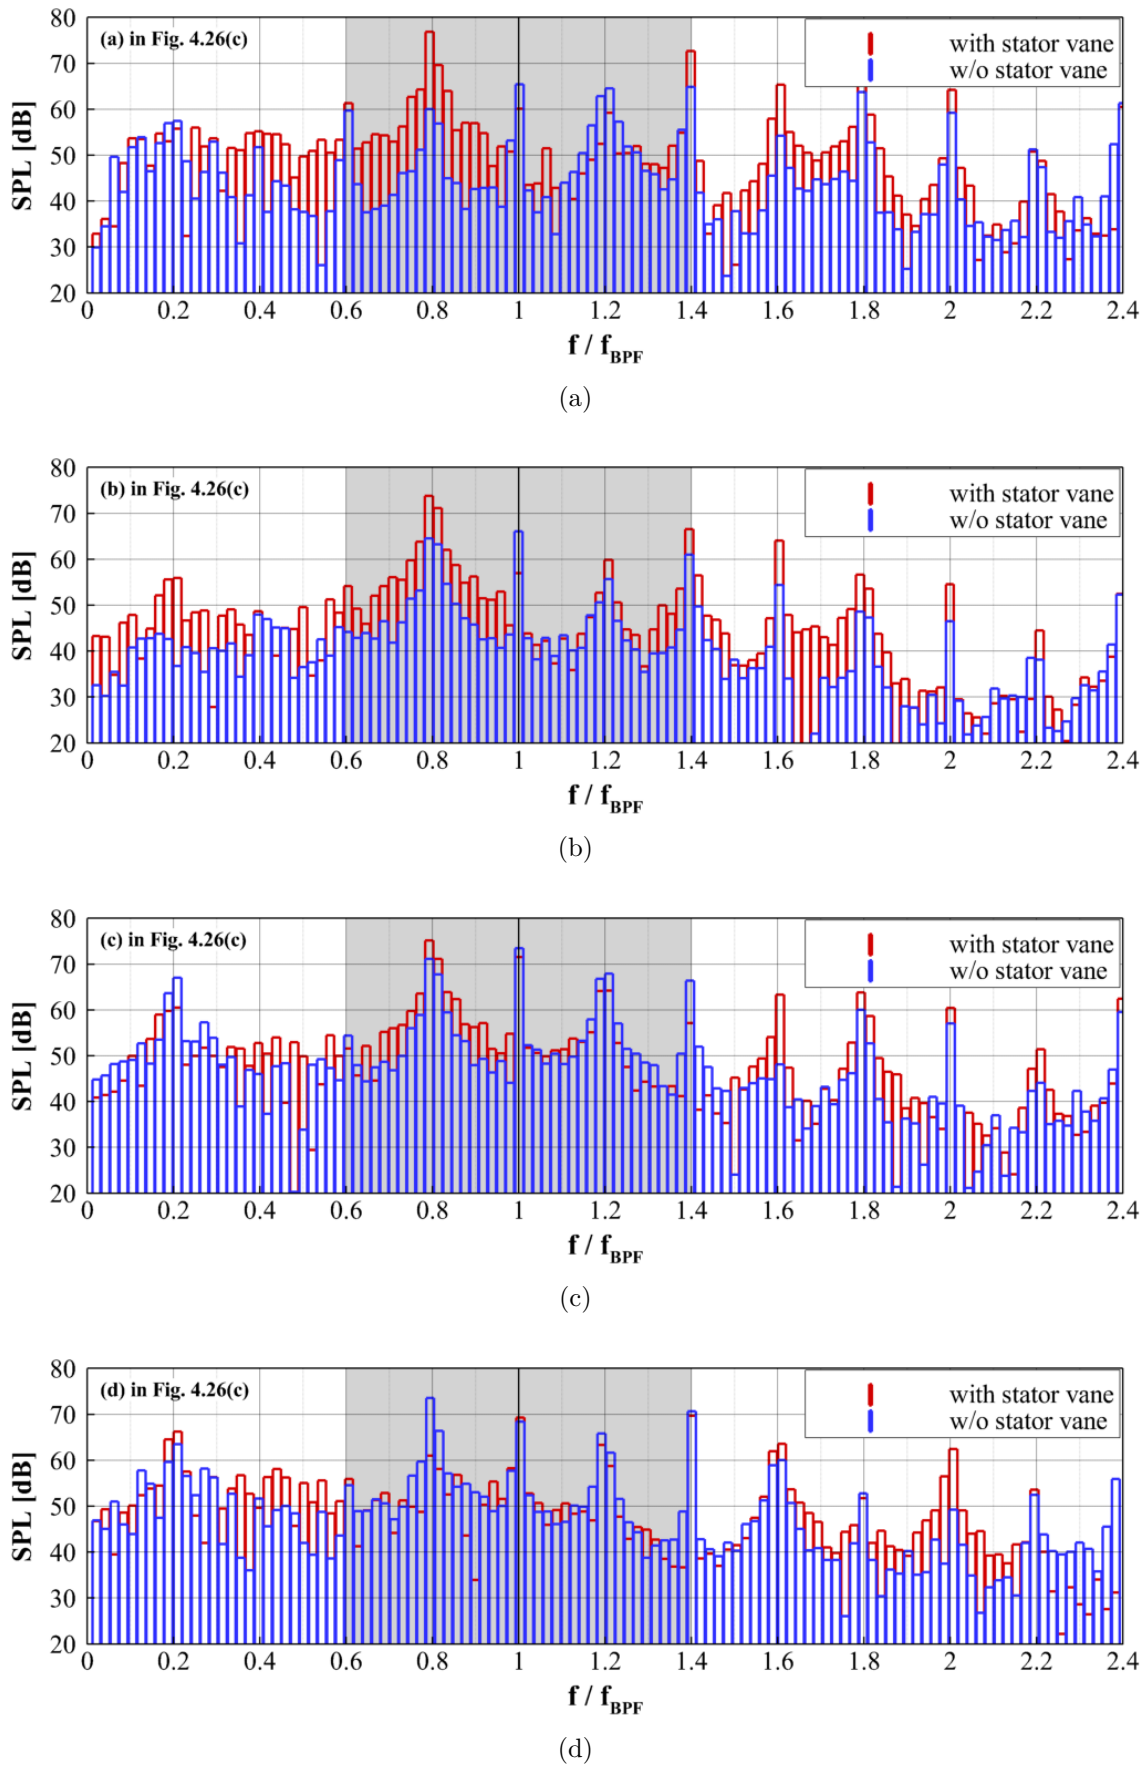 (a) in Fig. 4.26(c)
with stator vane
w/o stator vane
SPL [dB]
80
70
60
50
40
30
20
0 0.2 0.4 0.6 0.8 1 1.2 1.4 1.6 1.8 2 2.2 2.4
f / fBPF
(a)
(b) in Fig. 4.26(c)
with stator vane
w/o stator vane
SPL [dB]
80
70
60
50
40
30
20
0 0.2 0.4 0.6 0.8 1 1.2 1.4 1.6 1.8 2 2.2 2.4
f / fBPF
(b)
(c) in Fig. 4.26(c)
with stator vane
w/o stator vane
SPL [dB]
80
70
60
50
40
30
20
0 0.2 0.4 0.6 0.8 1 1.2 1.4 1.6 1.8 2 2.2 2.4
f / fBPF
(c)
(d) in Fig. 4.26(c)
with stator vane
w/o stator vane
SPL [dB]
80
70
60
50
40
30
20
0 0.2 0.4 0.6 0.8 1 1.2 1.4 1.6 1.8 2 2.2 2.4
f / fBPF
(d)